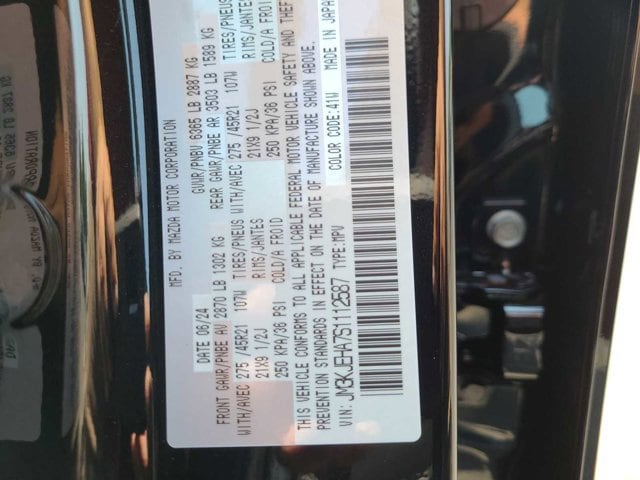 MFD. BY MAZDA MOTOR CORPORATION
DATE 06/24 GVWR/PNBV 6365 LB 2887 KG
FRONT GAWR/PNBE AV 2870 LB 1302 KG REAR GAWR/PNBE AR 3503 LB 1589 KG
WITH/AVEC 275 /45R21 107W TIRES/PNEUS WITH/AVEC 275 /45R21 107W TIRES/PNEUS
21X9 1/2J RIMS/JANTES 21X9 1/2J RIMS/JANTES
250 KPA/36 PSI COLD/A FROID 250 KPA/36 PSI COLD/A FROID
THIS VEHICLE CONFORMS TO ALL APPLICABLE FEDERAL MOTOR VEHICLE SAFETY AND THEFT
PREVENTION STANDARDS IN EFFECT ON THE DATE OF MANUFACTURE SHOWN ABOVE.
VIN: JM3KJEHA7S1112587 TYPE:MPV COLOR CODE:41W MADE IN JAPAN